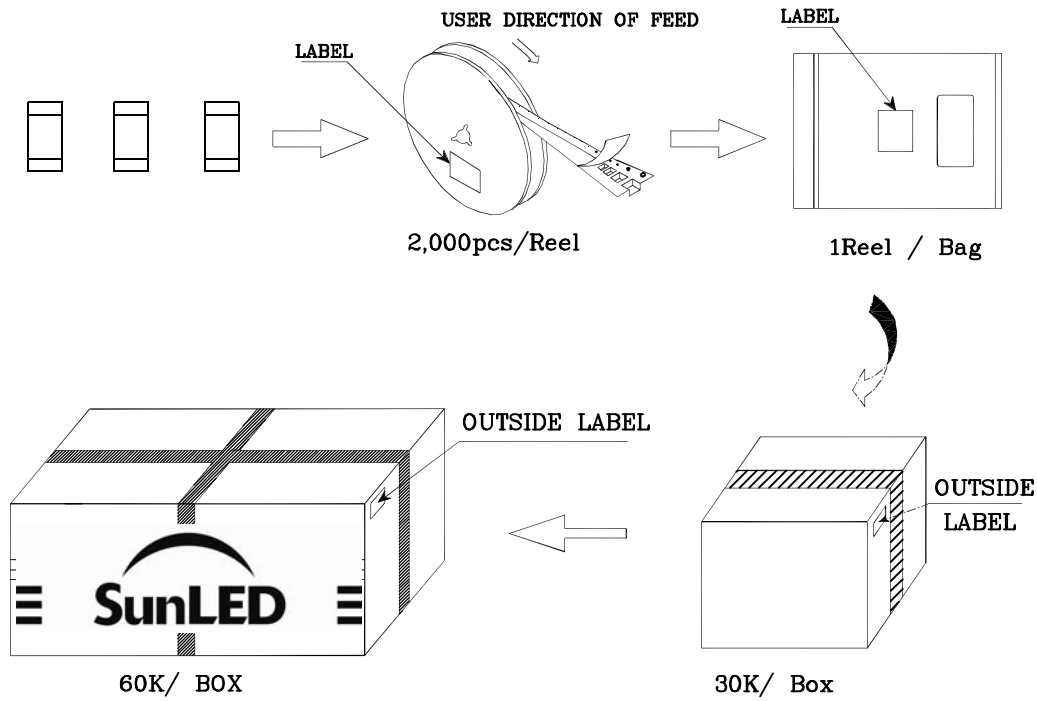 USER DIRECTION OF FEED
LABEL
LABEL
2,000pcs/Reel
1Reel / Bag
OUTSIDE LABEL
OUTSIDE
LABEL
SunLED
60K/ BOX
30K/ Box